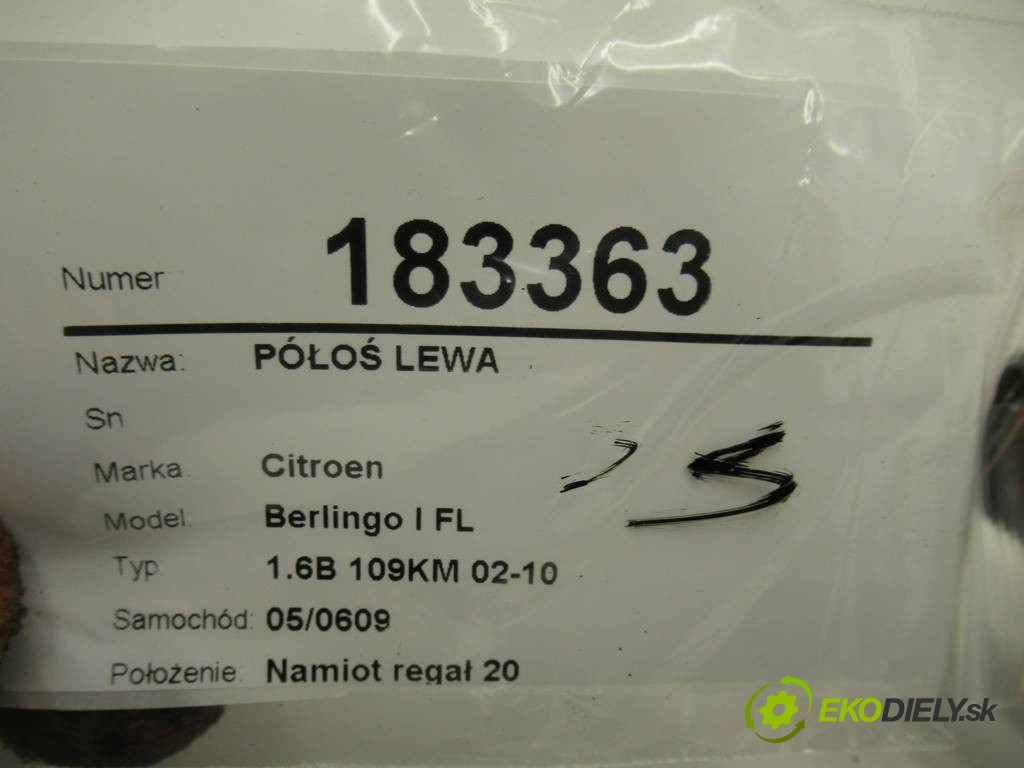 Numer 183363
Nazwa: PÓŁOŚ LEWA
Sn
Marka. Citroen
Model. Berlingo I FL
Typ 1.6B 109KM 02-10
Samochód: 05/0609
Położenie: Namiot regał 20
EKODIELY.sk